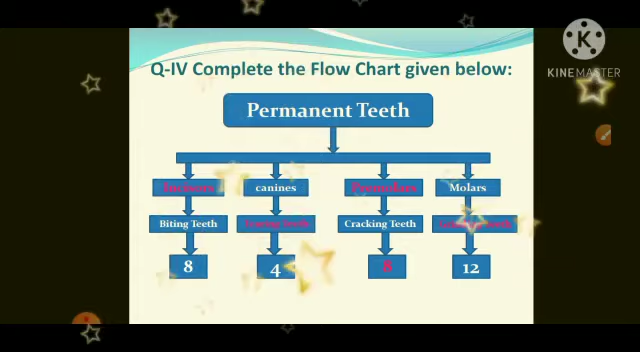 KINEMASTER
Q-IV Complete the Flow Chart given below:
Permanent Teeth
Incisors canines Premolars Molars
Biting Teeth Tearing Teeth Cracking Teeth Teeth
8 4 8 12